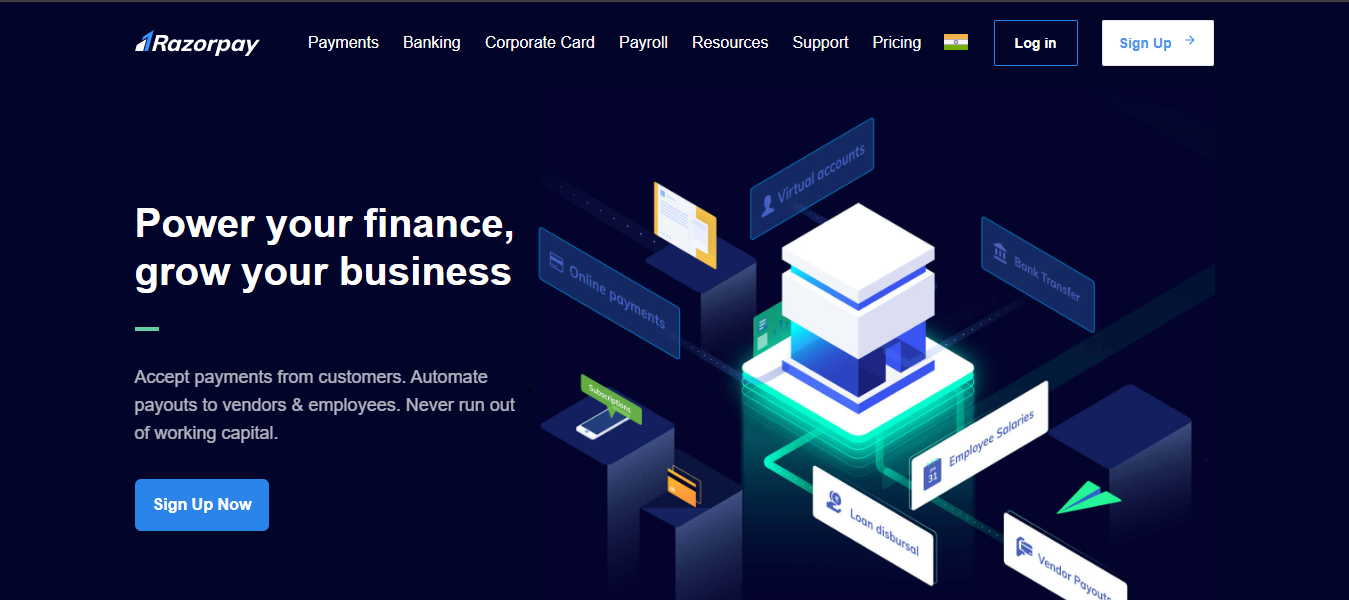 Razorpay
Payments
Banking
Corporate Card
Payroll
Resources
Support
Pricing
Log in
Sign Up
Power your finance,
grow your business
Accept payments from customers. Automate
payouts to vendors & employees. Never run out
of working capital.
Sign Up Now
Virtual accounts
Online payments
Bank Transfer
Subscriptions
Employee Salaries
31
Loan disbursal
Vendor Payouts